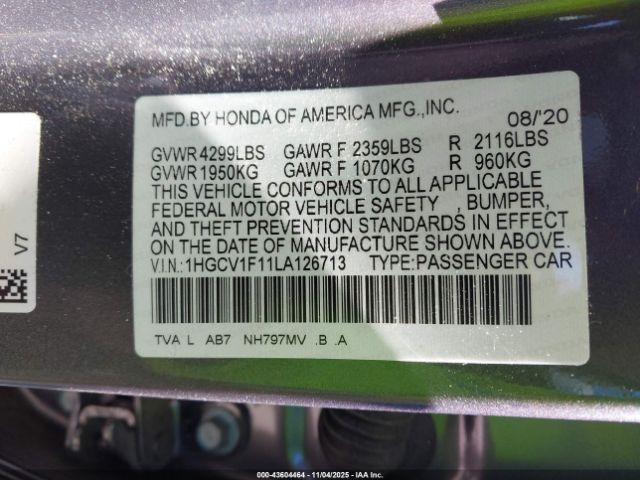 MFD.BY HONDA OF AMERICA MFG.,INC. 08/'20
GVWR 4299LBS GAWR F 2359LBS R 2116LBS
GVWR 1950KG GAWR F 1070KG R 960KG
THIS VEHICLE CONFORMS TO ALL APPLICABLE
FEDERAL MOTOR VEHICLE SAFETY , BUMPER,
AND THEFT PREVENTION STANDARDS IN EFFECT
ON THE DATE OF MANUFACTURE SHOWN ABOVE.
V.I.N.:1HGCV1F11LA126713 TYPE:PASSENGER CAR
TVA L AB7 NH797MV .B .A
V7
000-43604464 - 11/04/2025 - IAA Inc.